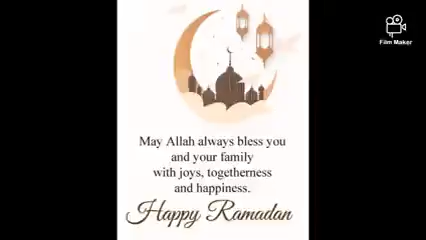 Film Maker
May Allah always bless you
and your family
with joys, togetherness
and happiness.
Happy Ramadan